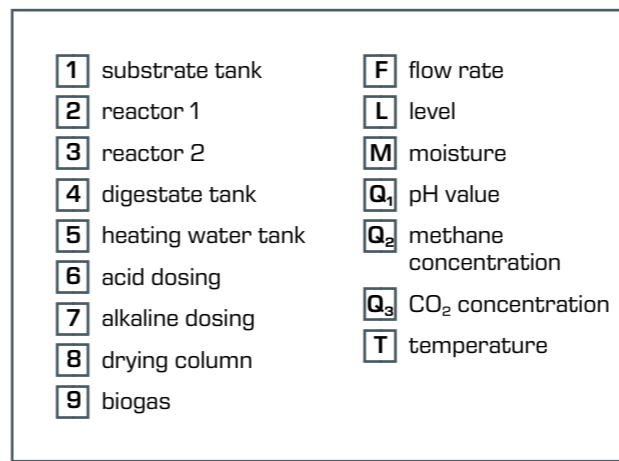 1 substrate tank
2 reactor 1
3 reactor 2
4 digestate tank
5 heating water tank
6 acid dosing
7 alkaline dosing
8 drying column
9 biogas
F flow rate
L level
M moisture
Q₁ pH value
Q₂ methane
concentration
Q₃ CO₂ concentration
T temperature